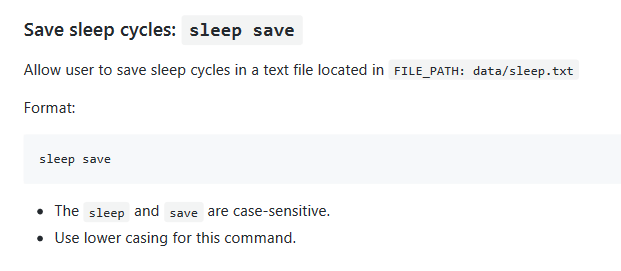 Save sleep cycles: sleep save
Allow user to save sleep cycles in a text file located in FILE_PATH: data/sleep.txt
Format:
sleep save
• The sleep and save are case-sensitive.
• Use lower casing for this command.